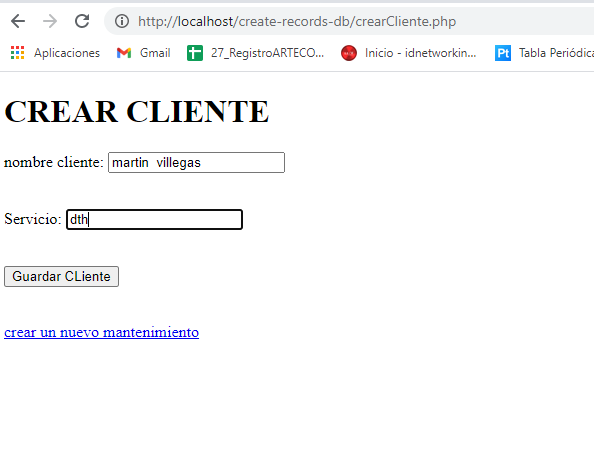 http://localhost/create-records-db/crearCliente.php
Aplicaciones Gmail 27_RegistroARTECO... Inicio - idnetworkin... Pt Tabla Periódica
CREAR CLIENTE
nombre cliente: martin villegas
Servicio: dth
Guardar CLiente
crear un nuevo mantenimiento